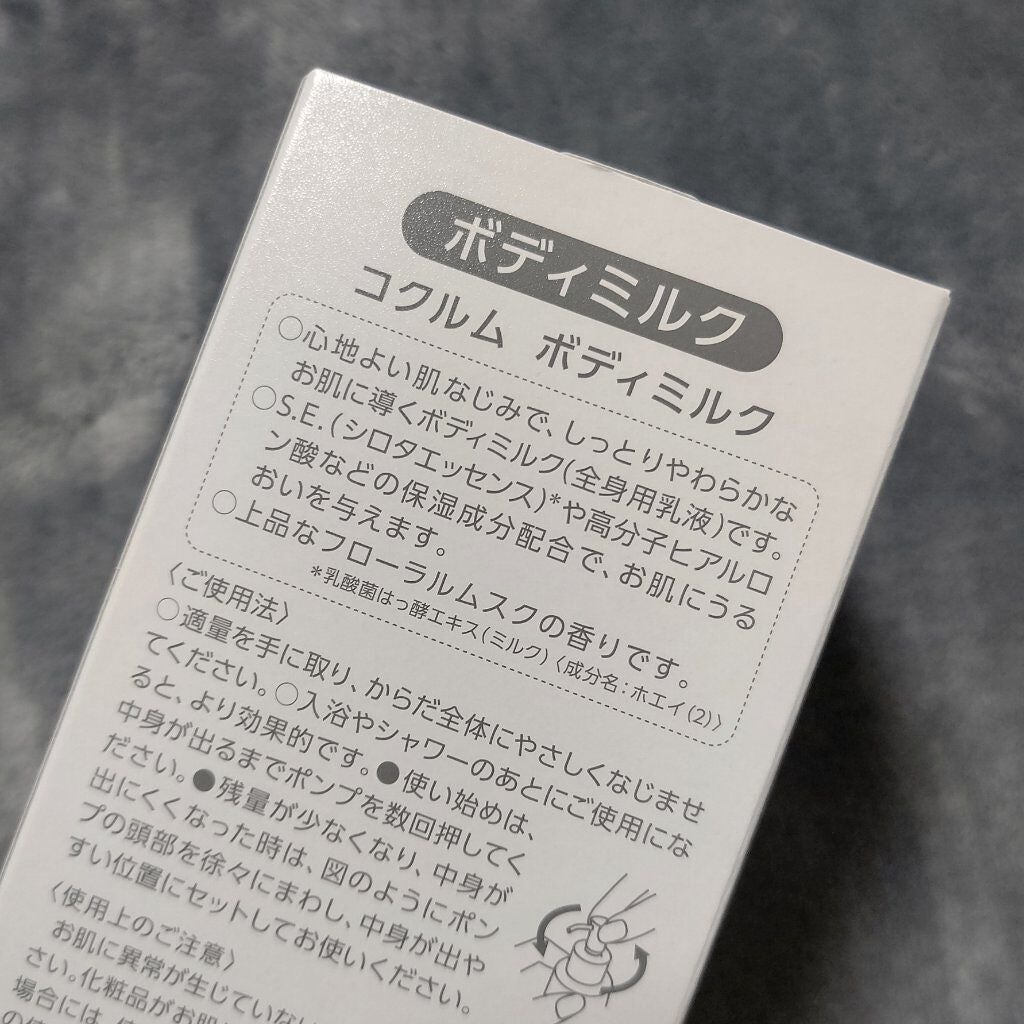 ボディミルク
コクルム ボディミルク
○心地よい肌なじみで、しっとりやわらかな
お肌に導くボディミルク(全身用乳液)です。
○S.E.(シロタエッセンス)*や高分子ヒアルロ
ン酸などの保湿成分配合で、お肌にうる
おいを与えます。
○上品なフローラルムスクの香りです。
*乳酸菌はっ酵エキス(ミルク)〈成分名:ホエイ(2)〉
〈ご使用法〉
○適量を手に取り、からだ全体にやさしくなじませ
てください。○入浴やシャワーのあとにご使用にな
ると、より効果的です。●使い始めは、
中身が出るまでポンプを数回押してく
ださい。●残量が少なくなり、中身が
出にくくなった時は、図のようにポン
プの頭部を徐々にまわし、中身が出や
すい位置にセットしてお使いください。
〈使用上のご注意〉
お肌に異常が生じていない
さい。化粧品がお肌
場合には、使